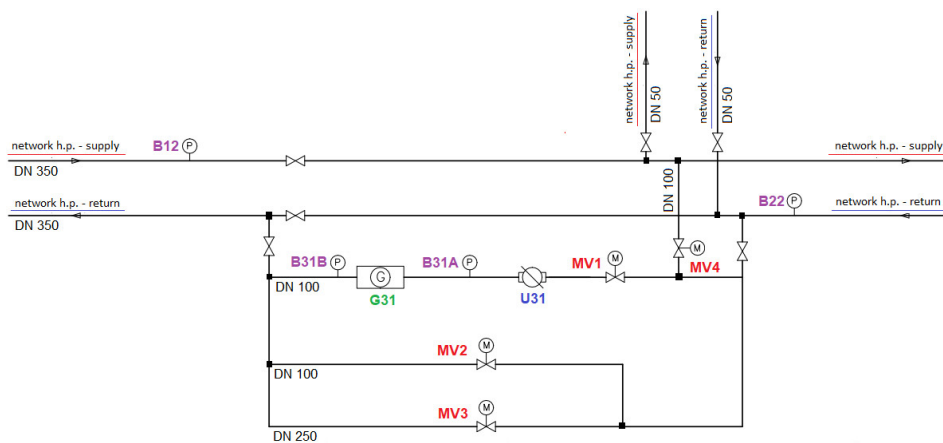 network h.p. - supply
network h.p. - return
DN 50
DN 50
network h.p. - supply
B12
P
network h.p. - supply
DN 350
DN 100
network h.p. - return
B22
P
network h.p. - return
DN 350
B31B
P
B31A
P
MV1
M
M
MV4
DN 100
G
G31
U31
MV2
M
DN 100
MV3
M
DN 250